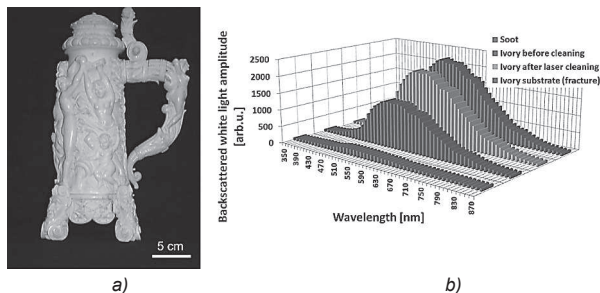 5 cm
a)
Soot
Ivory before cleaning
Ivory after laser cleaning
Ivory substrate (fracture)
Backscattered white light amplitude
[arb.u.]
2500
2000
1500
1000
500
0
350
390
430
470
510
550
590
630
670
710
750
790
830
870
Wavelength [nm]
b)